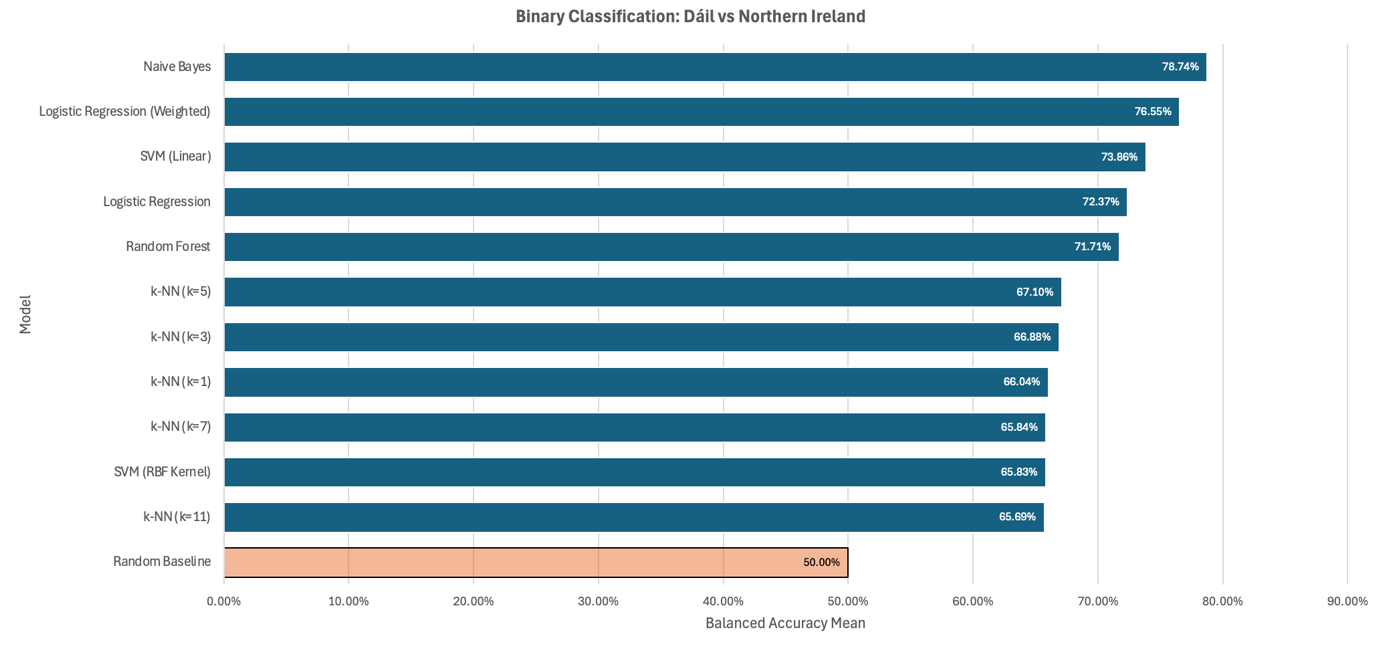 Binary Classification: Dáil vs Northern Ireland
Model
Naive Bayes 78.74%
Logistic Regression (Weighted) 76.55%
SVM (Linear) 73.86%
Logistic Regression 72.37%
Random Forest 71.71%
k-NN (k=5) 67.10%
k-NN (k=3) 66.88%
k-NN (k=1) 66.04%
k-NN (k=7) 65.84%
SVM (RBF Kernel) 65.83%
k-NN (k=11) 65.69%
Random Baseline 50.00%
0.00% 10.00% 20.00% 30.00% 40.00% 50.00% 60.00% 70.00% 80.00% 90.00%
Balanced Accuracy Mean